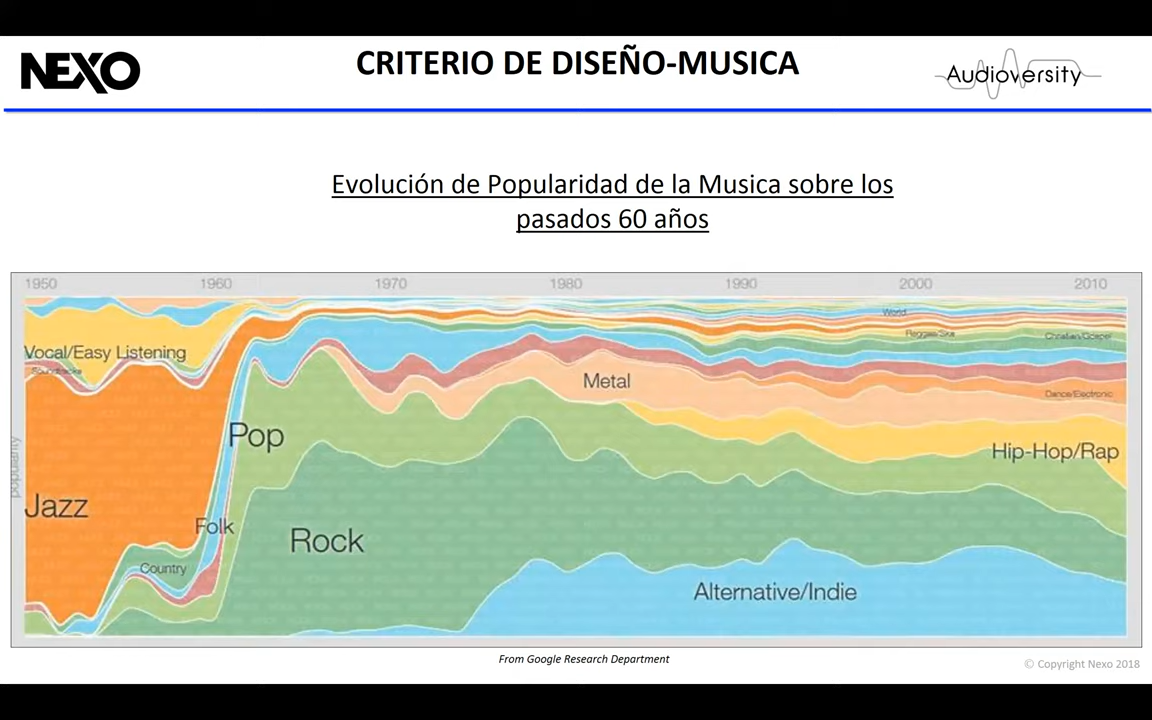 NEXO
CRITERIO DE DISEÑO-MUSICA
Audioversity
Evolución de Popularidad de la Musica sobre los
pasados 60 años
1950 1960 1970 1980 1990 2000 2010
World
Reggae/Ska
Christian/Gospel
Vocal/Easy Listening
Soundtracks
Metal
Dance/Electronic
Pop
Hip-Hop/Rap
popularity
Jazz
Folk
Rock
Country
Alternative/Indie
From Google Research Department
© Copyright Nexo 2018